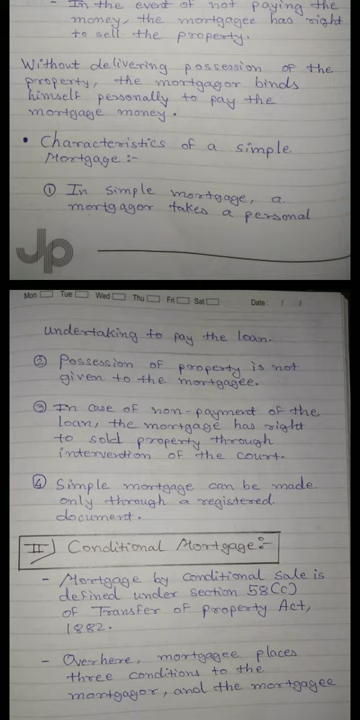 - In the event of not paying the
money, the mortgagee has right
to sell the property.
Without delivering possession of the
property, the mortgagor binds
himself personally to pay the
mortgage money.
• Characteristics of a simple
Mortgage :-
① In simple mortgage, a
mortgagor takes a personal
Jp
Mon Tue Wed Thu Fri Sat Date / /
undertaking to pay the loan.
② Possession of property is not
given to the mortgagee.
③ In case of non-payment of the
loan, the mortgage has right
to sold property through
intervention of the court.
④ Simple mortgage can be made
only through a registered
document.
II) Conditional Mortgage :-
- Mortgage by conditional sale is
defined under section 58(c)
of Transfer of Property Act,
1882.
- Overhere, mortgagee places
three conditions to the
mortgagor, and the mortgagee